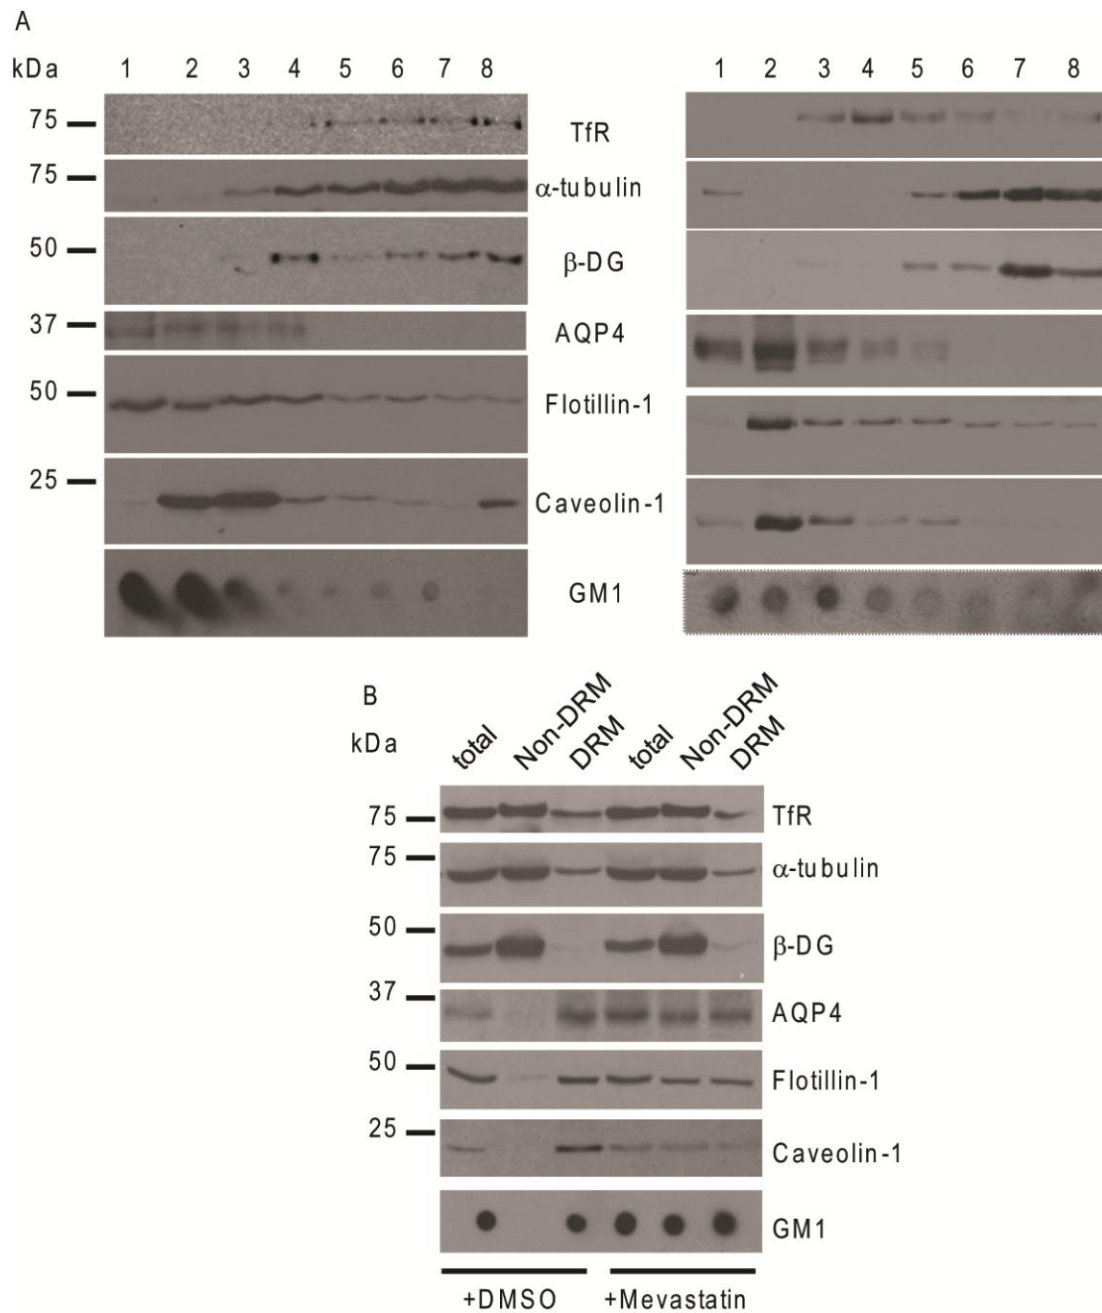 A
kDa 1 2 3 4 5 6 7 8 1 2 3 4 5 6 7 8
75 TfR
75 α-tubulin
50 β-DG
37 AQP4
50 Flotillin-1
25 Caveolin-1
GM1
B
kDa total Non-DRM DRM total Non-DRM DRM
75 TfR
75 α-tubulin
50 β-DG
37 AQP4
50 Flotillin-1
25 Caveolin-1
GM1
+DMSO +Mevastatin